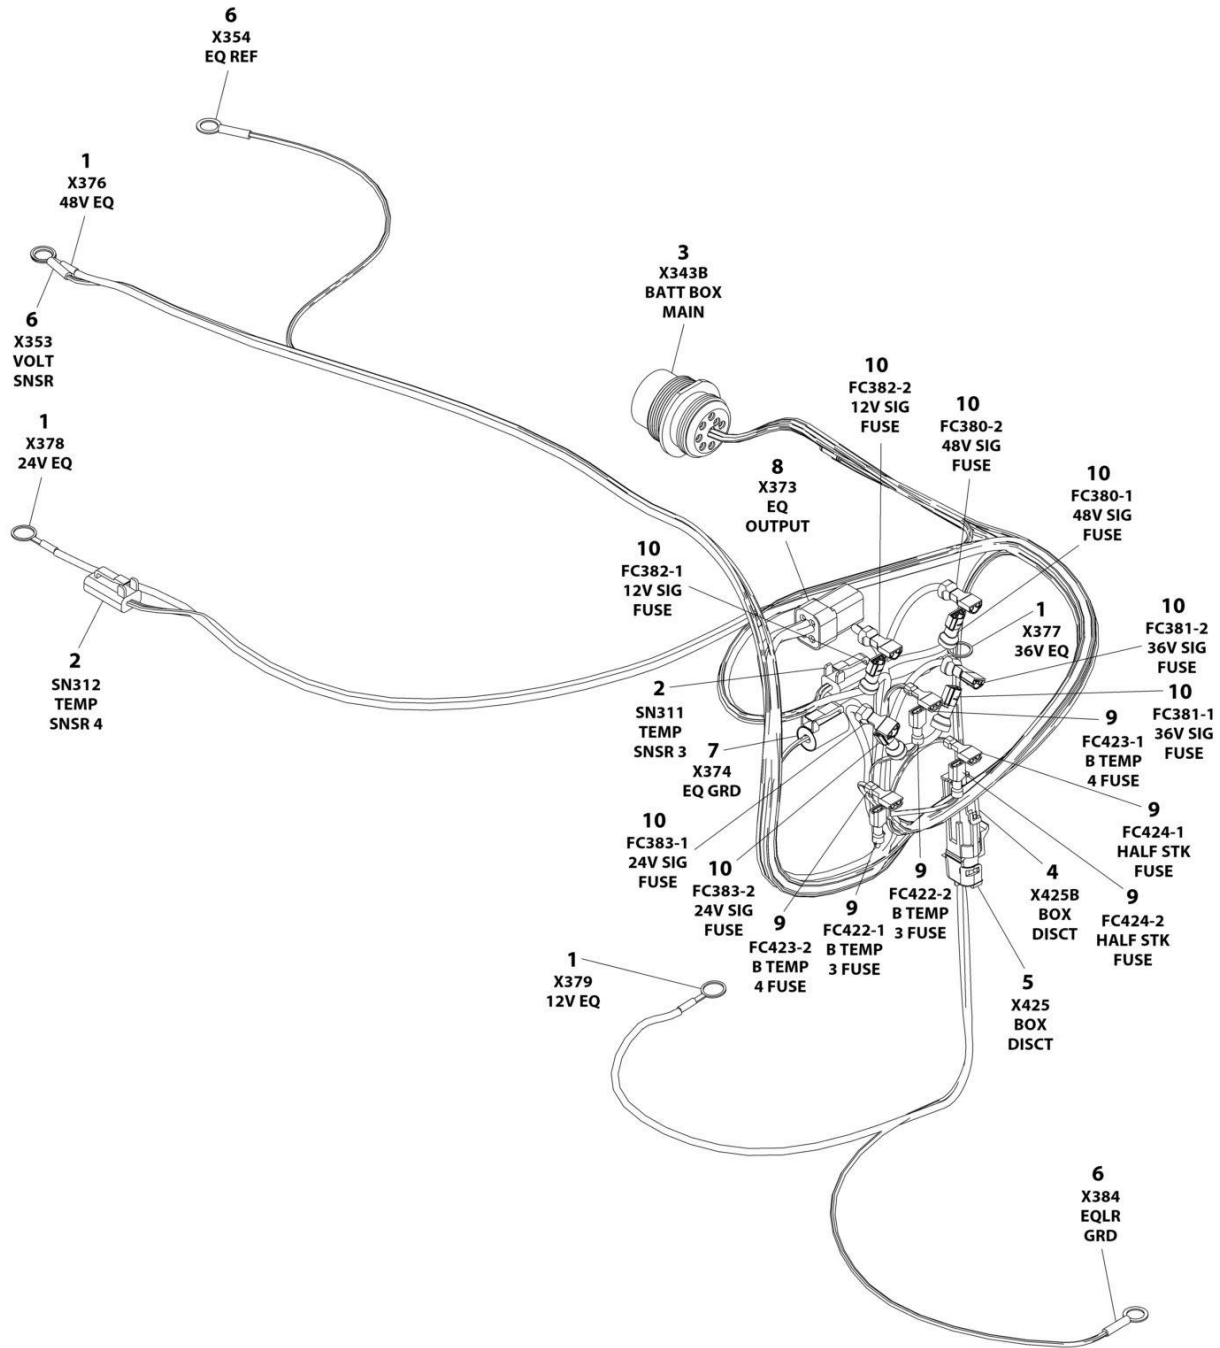 6
X354
EQ REF
1
X376
48V EQ
6
X353
VOLT
SNSR
3
X343B
BATT BOX
MAIN
10
FC382-2
12V SIG
FUSE
10
FC380-2
48V SIG
FUSE
1
X378
24V EQ
8
X373
EQ
OUTPUT
10
FC380-1
48V SIG
FUSE
10
FC382-1
12V SIG
FUSE
1
X377
36V EQ
10
FC381-2
36V SIG
FUSE
2
SN312
TEMP
SNSR 4
2
SN311
TEMP
SNSR 3
10
FC381-1
36V SIG
FUSE
9
FC423-1
B TEMP
4 FUSE
7
X374
EQ GRD
9
FC424-1
HALF STK
FUSE
10
FC383-1
24V SIG
FUSE
10
FC383-2
24V SIG
FUSE
9
FC423-2
B TEMP
4 FUSE
9
FC422-1
B TEMP
3 FUSE
9
FC422-2
B TEMP
3 FUSE
4
X425B
BOX
DISCT
9
FC424-2
HALF STK
FUSE
1
X379
12V EQ
5
X425
BOX
DISCT
6
X384
EQLR
GRD